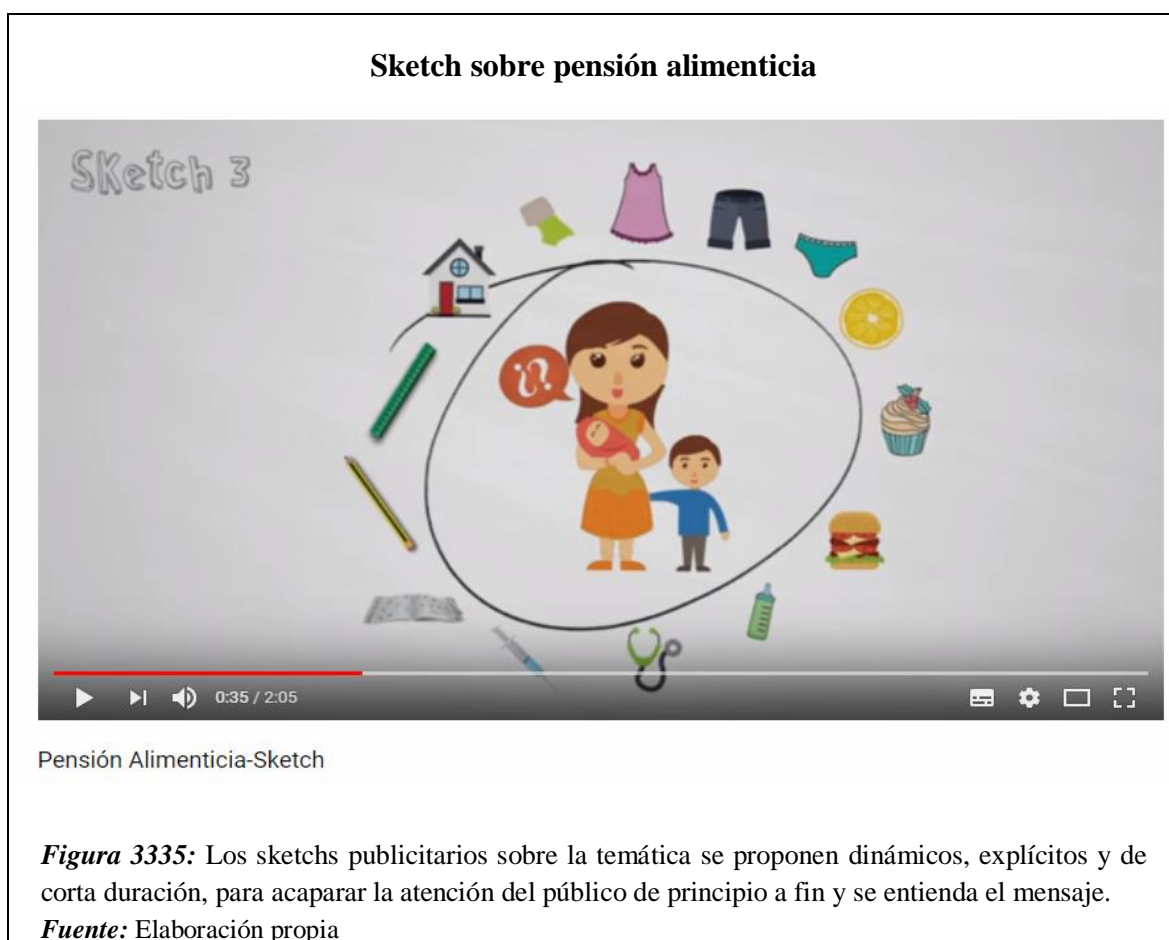 Sketch sobre pensión alimenticia
SKetch 3
¿?
0:35 / 2:05
Pensión Alimenticia-Sketch
Figura 3335: Los sketchs publicitarios sobre la temática se proponen dinámicos, explícitos y de
corta duración, para acaparar la atención del público de principio a fin y se entienda el mensaje.
Fuente: Elaboración propia